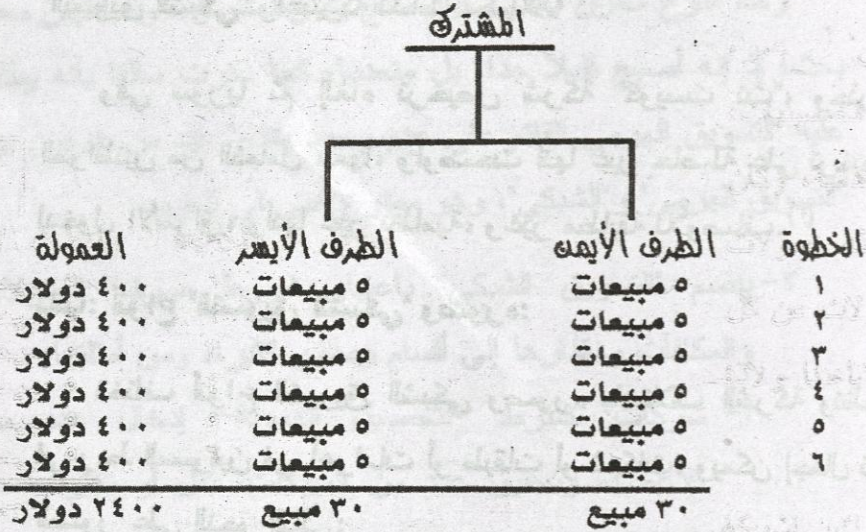 المشترك
الخطوة الطرف الأيمن الطرف الأيسر العمولة
١ ٥ مبيعات ٥ مبيعات ٤٠٠ دولار
٢ ٥ مبيعات ٥ مبيعات ٤٠٠ دولار
٣ ٥ مبيعات ٥ مبيعات ٤٠٠ دولار
٤ ٥ مبيعات ٥ مبيعات ٤٠٠ دولار
٥ ٥ مبيعات ٥ مبيعات ٤٠٠ دولار
٦ ٥ مبيعات ٥ مبيعات ٤٠٠ دولار
٣٠ مبيع ٣٠ مبيع ٢٤٠٠ دولار